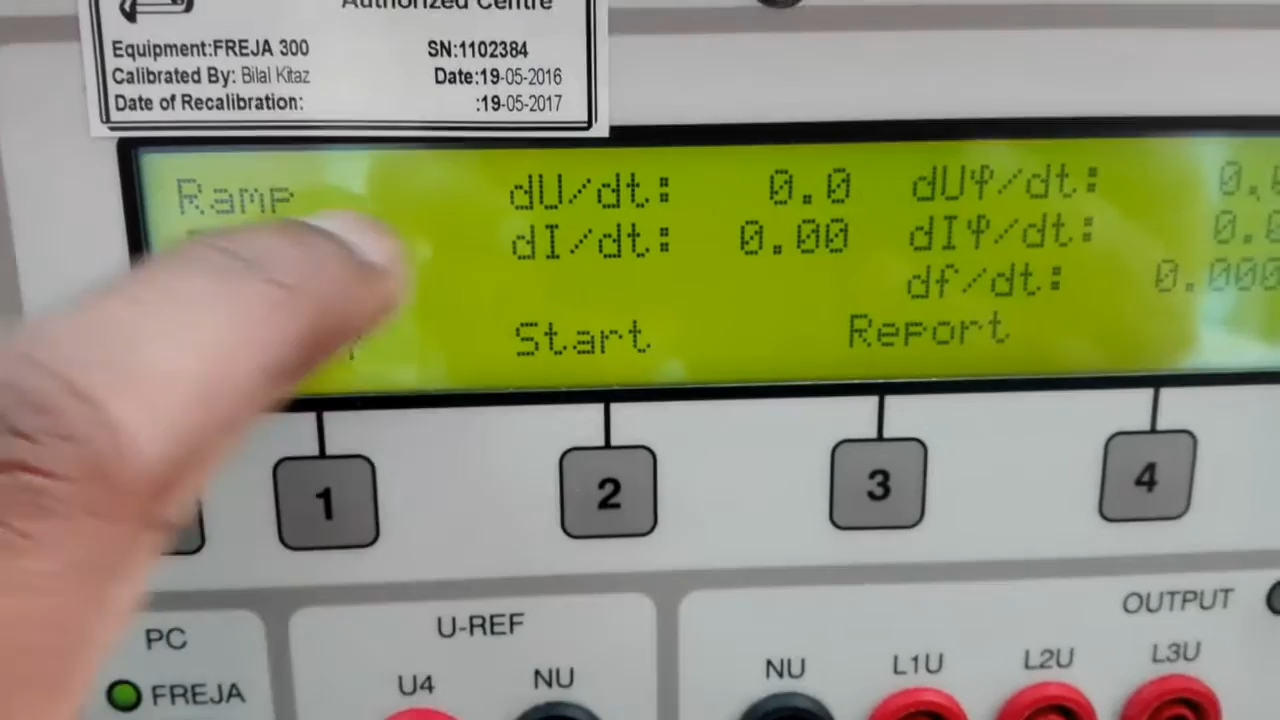 Authorized Centre
Equipment:FREJA 300 SN:1102384
Calibrated By: Bilal Kitaz Date:19-05-2016
Date of Recalibration: :19-05-2017
Ramp dU/dt: 0.0 dUφ/dt:
dI/dt: 0.00 dIφ/dt:
df/dt: 0.000
Start Report
1 2 3 4
PC U-REF OUTPUT
FREJA U4 NU NU L1U L2U L3U